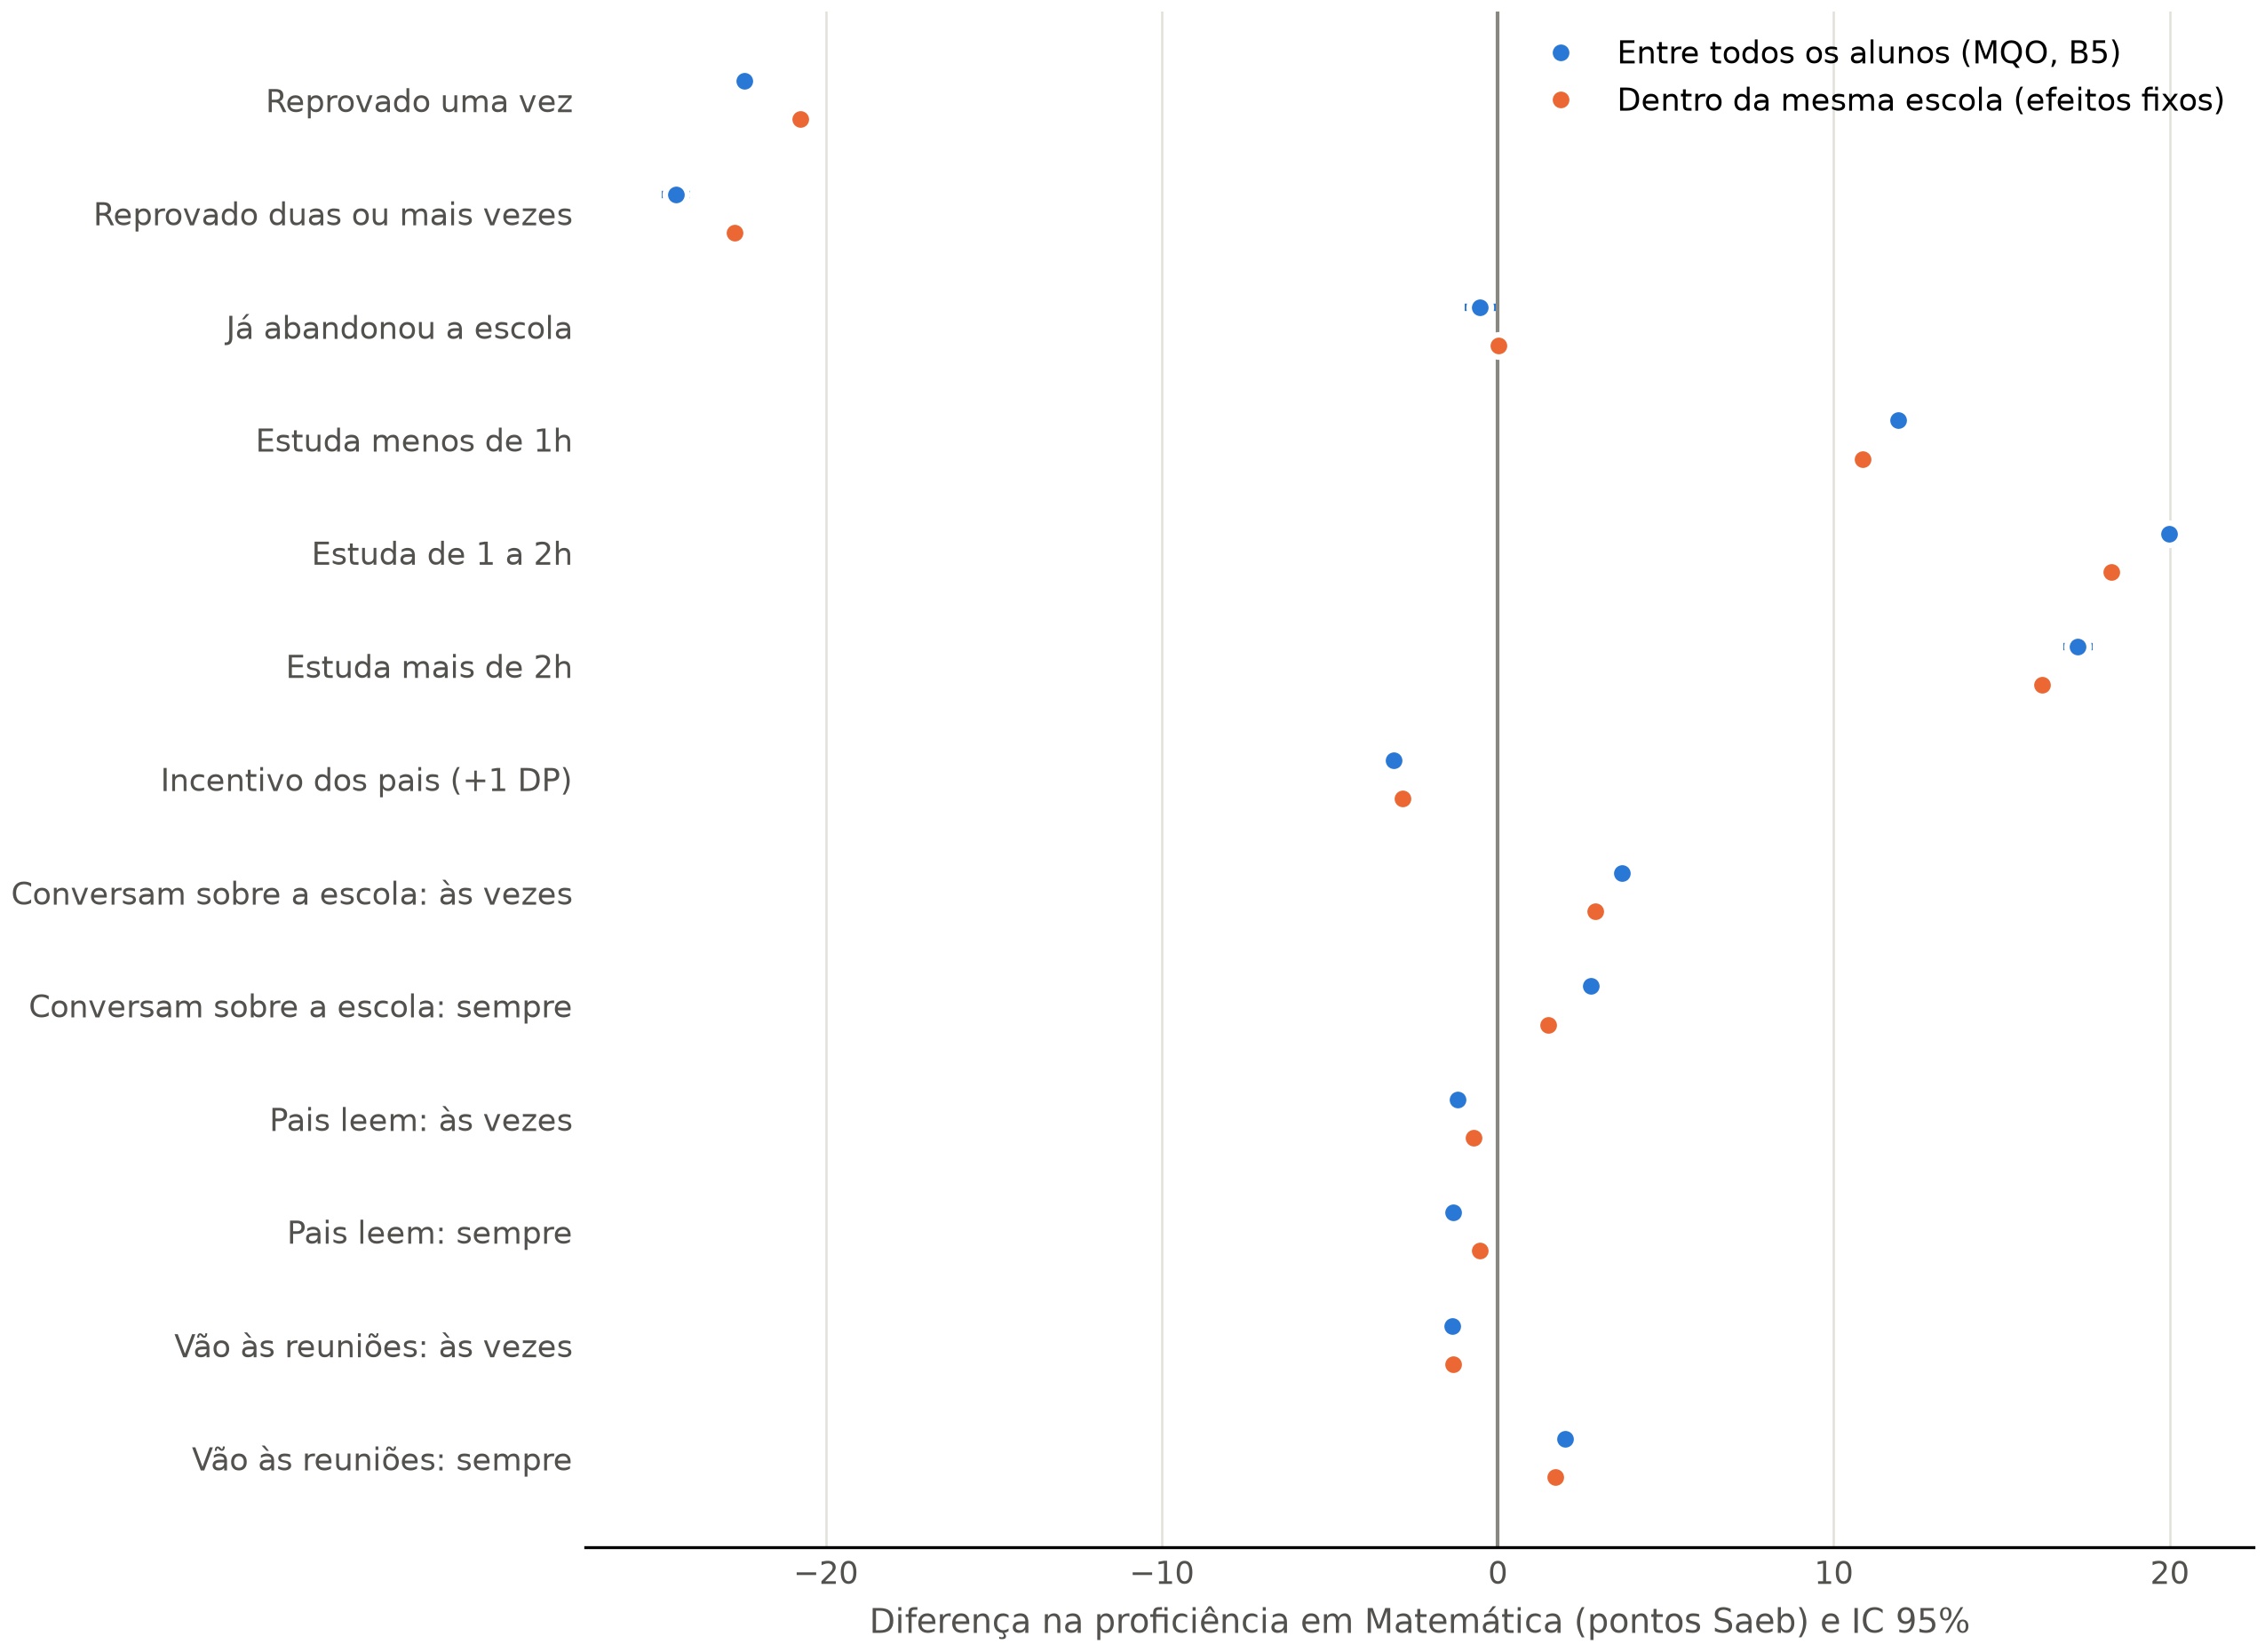 Entre todos os alunos (MQO, B5)
Dentro da mesma escola (efeitos fixos)
Reprovado uma vez
Reprovado duas ou mais vezes
Já abandonou a escola
Estuda menos de 1h
Estuda de 1 a 2h
Estuda mais de 2h
Incentivo dos pais (+1 DP)
Conversam sobre a escola: às vezes
Conversam sobre a escola: sempre
Pais leem: às vezes
Pais leem: sempre
Vão às reuniões: às vezes
Vão às reuniões: sempre
−20 −10 0 10 20
Diferença na proficiência em Matemática (pontos Saeb) e IC 95%